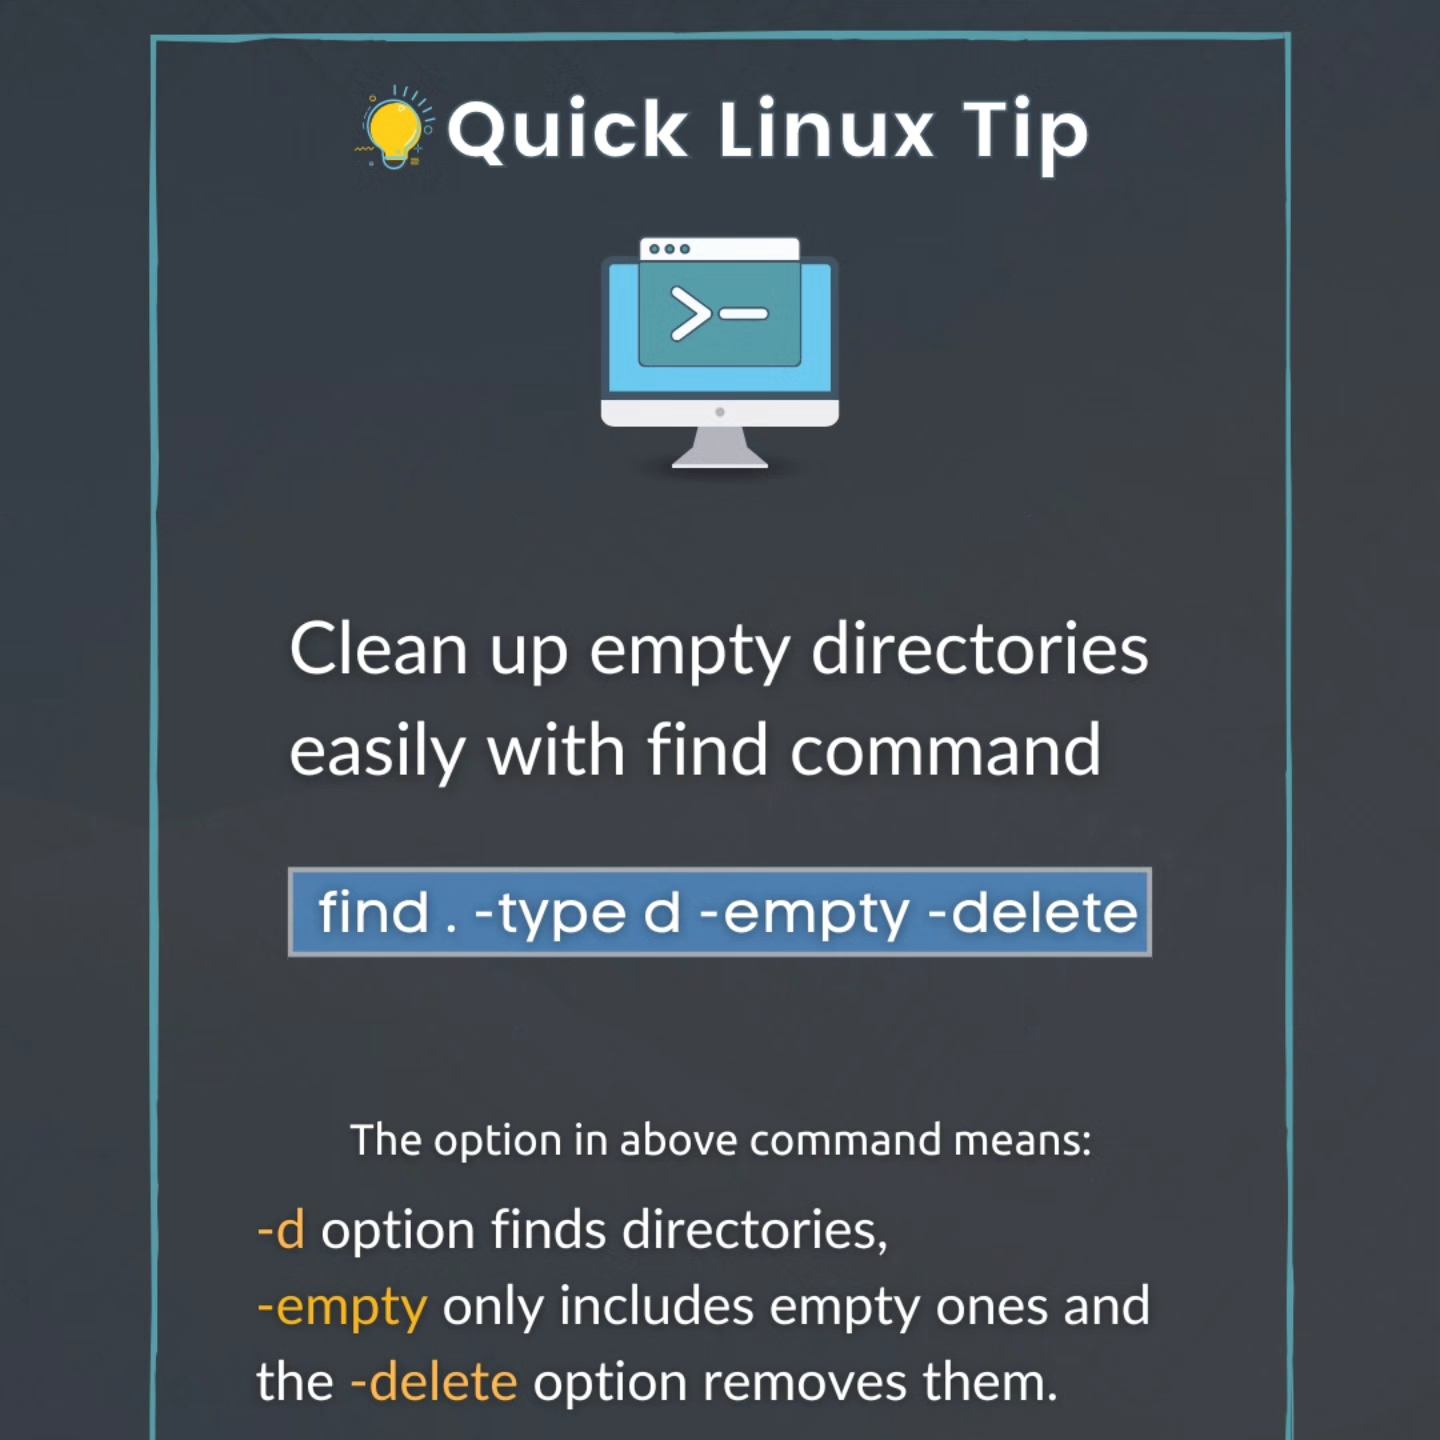 Quick Linux Tip
>-
Clean up empty directories
easily with find command
find . -type d -empty -delete
The option in above command means:
-d option finds directories,
-empty only includes empty ones and
the -delete option removes them.